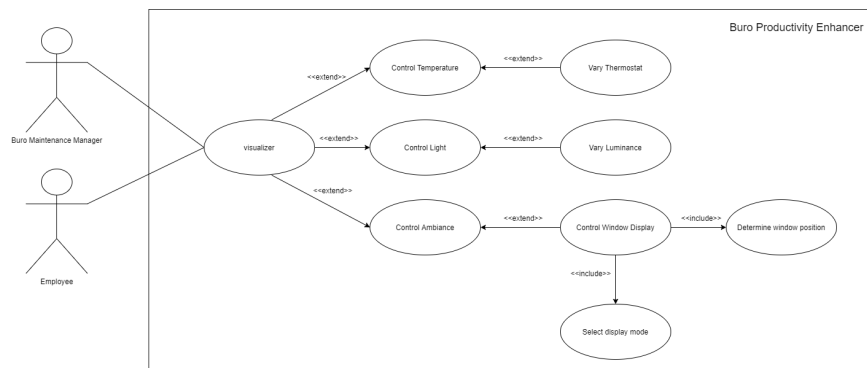 Buro Productivity Enhancer
Control Temperature
<<extend>>
Vary Thermostat
<<extend>>
Buro Maintenance Manager
visualizer
<<extend>>
Control Light
<<extend>>
Vary Luminance
<<extend>>
Control Ambiance
<<extend>>
Control Window Display
<<include>>
Determine window position
<<include>>
Employee
Select display mode